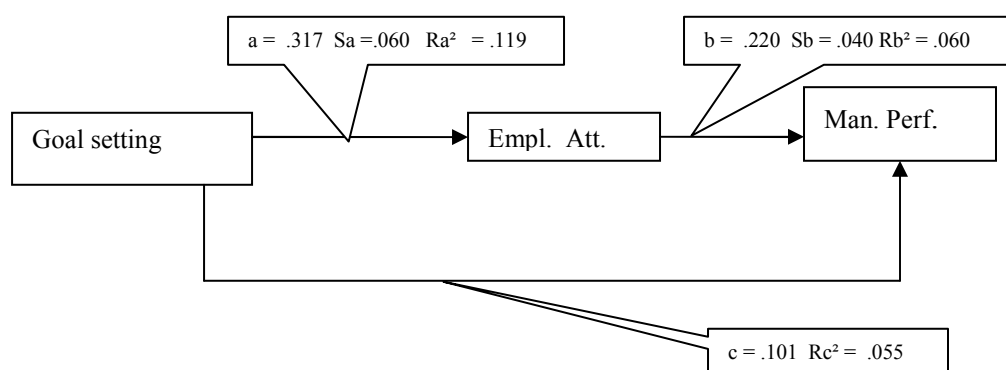 a = .317 Sa =.060 Ra² = .119
b = .220 Sb = .040 Rb² = .060
Goal setting
Empl. Att.
Man. Perf.
c = .101 Rc² = .055